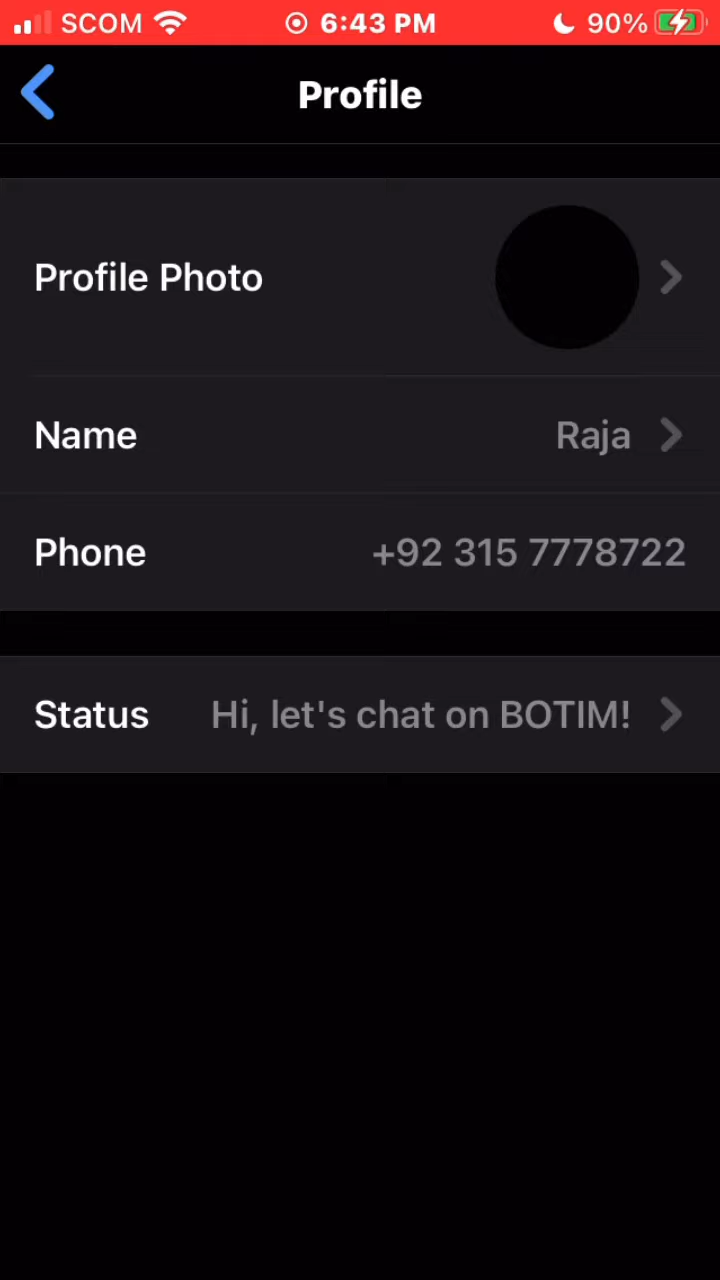 SCOM 6:43 PM 90%
Profile
Profile Photo
Name Raja
Phone +92 315 7778722
Status Hi, let's chat on BOTIM!